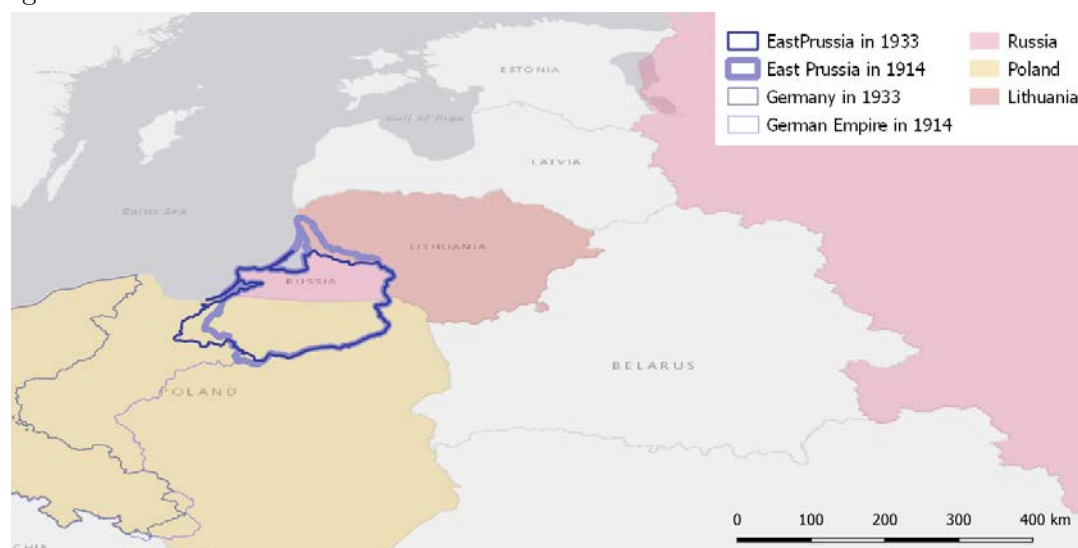 EastPrussia in 1933
East Prussia in 1914
Germany in 1933
German Empire in 1914
Russia
Poland
Lithuania
ESTONIA
Gulf of Riga
LATVIA
Baltic Sea
LITHUANIA
RUSSIA
BELARUS
POLAND
0 100 200 300 400 km